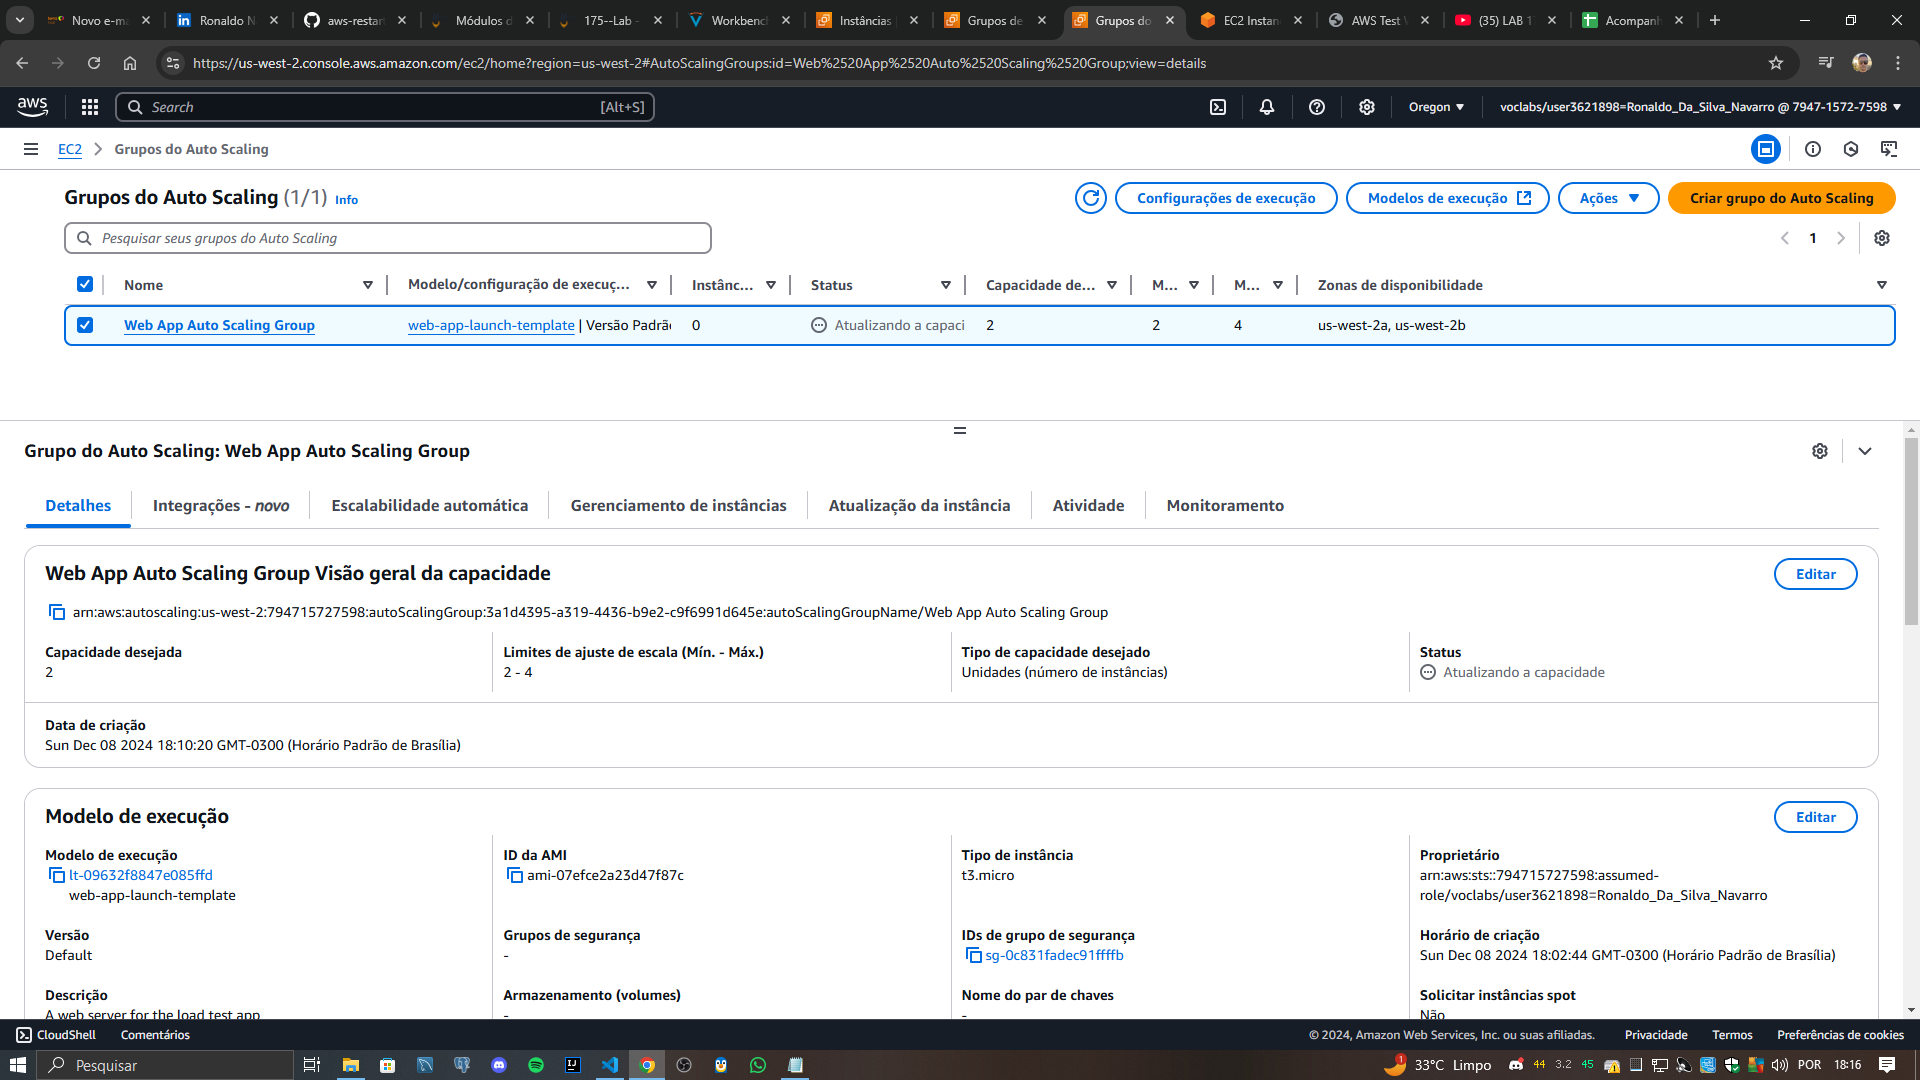 Novo e-m
Ronaldo N
aws-restar
Módulos d
175--Lab -
Workbenc
Instâncias
Grupos de
Grupos do
EC2 Instan
AWS Test
(35) LAB 1
Acompanh
https://us-west-2.console.aws.amazon.com/ec2/home?region=us-west-2#AutoScalingGroups:id=Web%2520App%2520Auto%2520Scaling%2520Group;view=details
aws
Search
[Alt+S]
Oregon
voclabs/user3621898=Ronaldo_Da_Silva_Navarro @ 7947-1572-7598
EC2
Grupos do Auto Scaling
Grupos do Auto Scaling (1/1) Info
Configurações de execução
Modelos de execução
Ações
Criar grupo do Auto Scaling
Pesquisar seus grupos do Auto Scaling
1
Nome
Modelo/configuração de execuç...
Instânc...
Status
Capacidade de...
M...
M...
Zonas de disponibilidade
Web App Auto Scaling Group
web-app-launch-template | Versão Padrão
0
Atualizando a capaci
2
2
4
us-west-2a, us-west-2b
Grupo do Auto Scaling: Web App Auto Scaling Group
Detalhes
Integrações - novo
Escalabilidade automática
Gerenciamento de instâncias
Atualização da instância
Atividade
Monitoramento
Web App Auto Scaling Group Visão geral da capacidade
Editar
arn:aws:autoscaling:us-west-2:794715727598:autoScalingGroup:3a1d4395-a319-4436-b9e2-c9f6991d645e:autoScalingGroupName/Web App Auto Scaling Group
Capacidade desejada
2
Limites de ajuste de escala (Mín. - Máx.)
2 - 4
Tipo de capacidade desejado
Unidades (número de instâncias)
Status
Atualizando a capacidade
Data de criação
Sun Dec 08 2024 18:10:20 GMT-0300 (Horário Padrão de Brasília)
Modelo de execução
Editar
Modelo de execução
lt-09632f8847e085ffd
web-app-launch-template
ID da AMI
ami-07efce2a23d47f87c
Tipo de instância
t3.micro
Proprietário
arn:aws:sts::794715727598:assumed-
role/voclabs/user3621898=Ronaldo_Da_Silva_Navarro
Versão
Default
Grupos de segurança
-
IDs de grupo de segurança
sg-0c831fadec91ffffb
Horário de criação
Sun Dec 08 2024 18:02:44 GMT-0300 (Horário Padrão de Brasília)
Descrição
A web server for the load test app
Armazenamento (volumes)
-
Nome do par de chaves
-
Solicitar instâncias spot
Não
CloudShell
Comentários
© 2024, Amazon Web Services, Inc. ou suas afiliadas.
Privacidade
Termos
Preferências de cookies
Pesquisar
1
33°C Limpo
44
3.2
45
POR
18:16